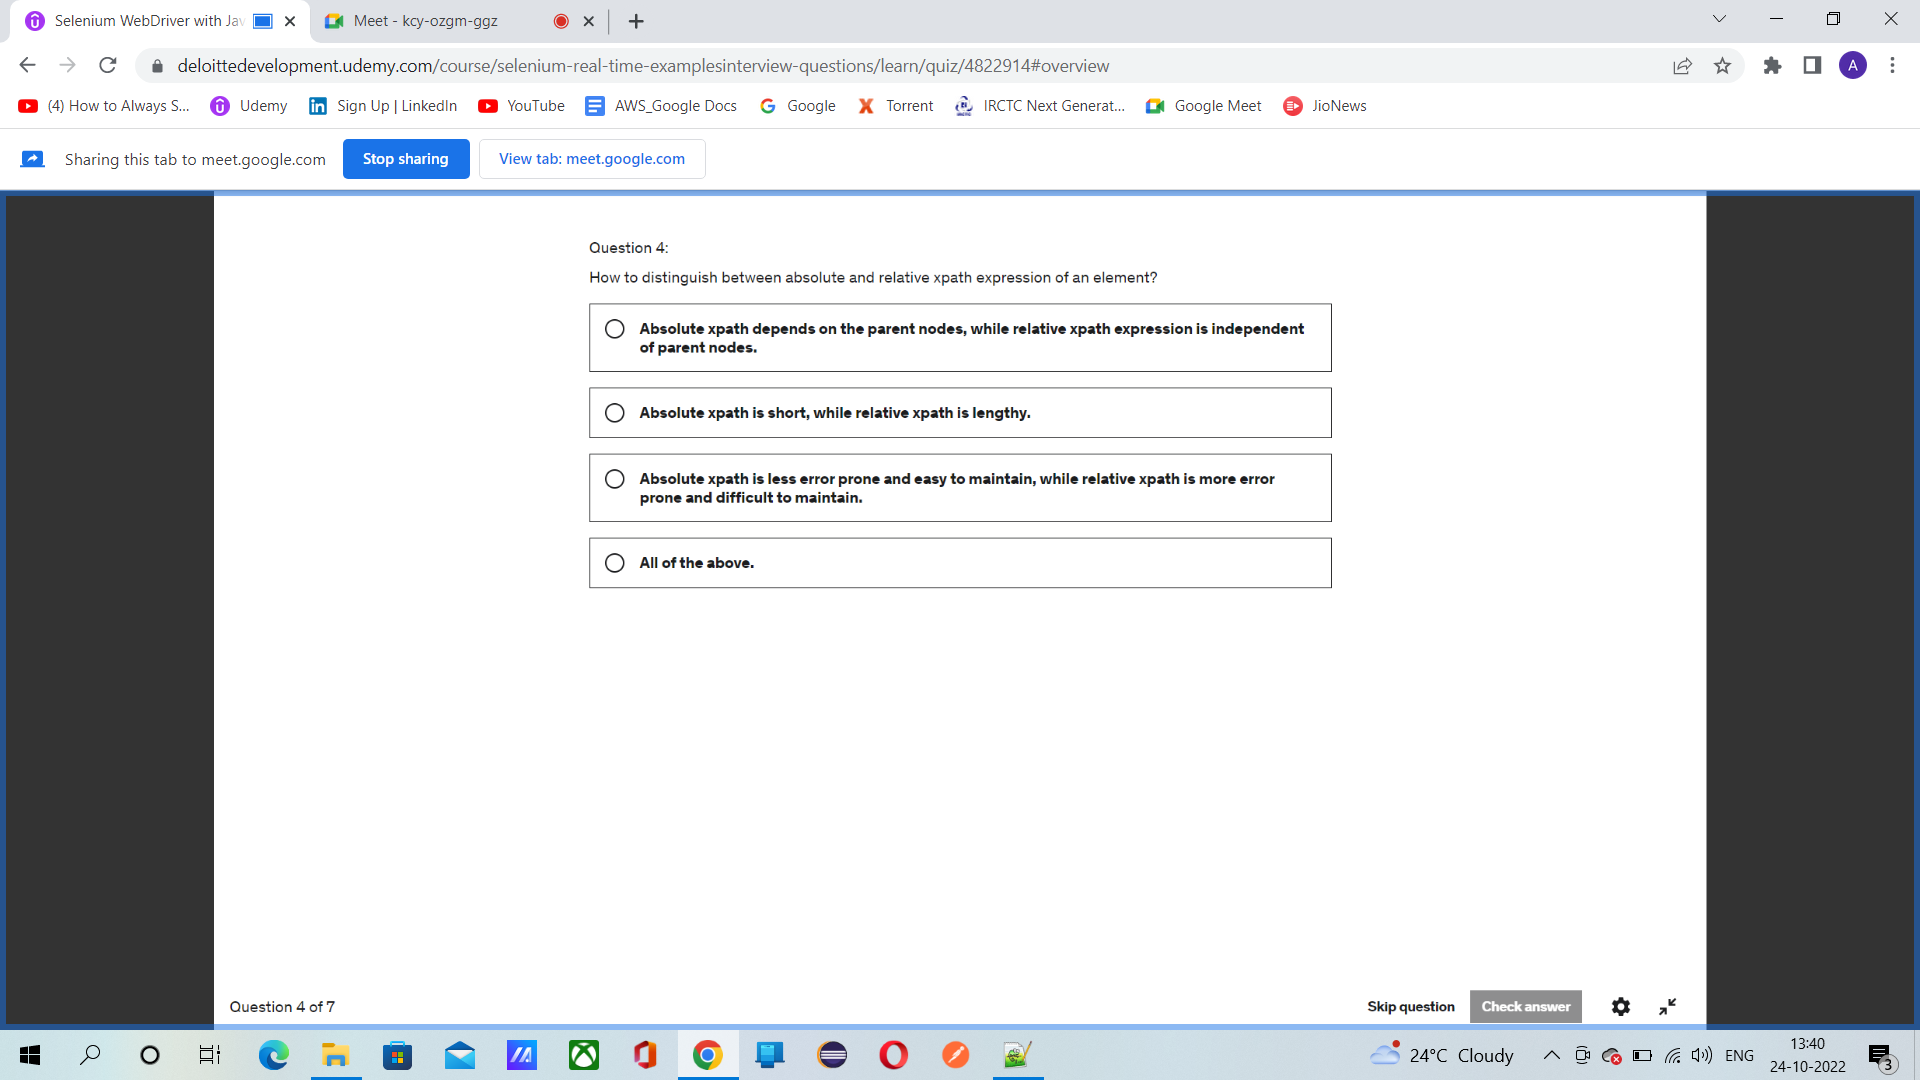 Selenium WebDriver with Jav
Meet - kcy-ozgm-ggz
deloittedevelopment.udemy.com/course/selenium-real-time-examplesinterview-questions/learn/quiz/4822914#overview
A
(4) How to Always S...
Udemy
Sign Up | LinkedIn
YouTube
AWS_Google Docs
Google
Torrent
IRCTC Next Generat...
Google Meet
JioNews
Sharing this tab to meet.google.com
Stop sharing
View tab: meet.google.com
Question 4:
How to distinguish between absolute and relative xpath expression of an element?
Absolute xpath depends on the parent nodes, while relative xpath expression is independent
of parent nodes.
Absolute xpath is short, while relative xpath is lengthy.
Absolute xpath is less error prone and easy to maintain, while relative xpath is more error
prone and difficult to maintain.
All of the above.
Question 4 of 7
Skip question
Check answer
24°C Cloudy
ENG
13:40
24-10-2022
3